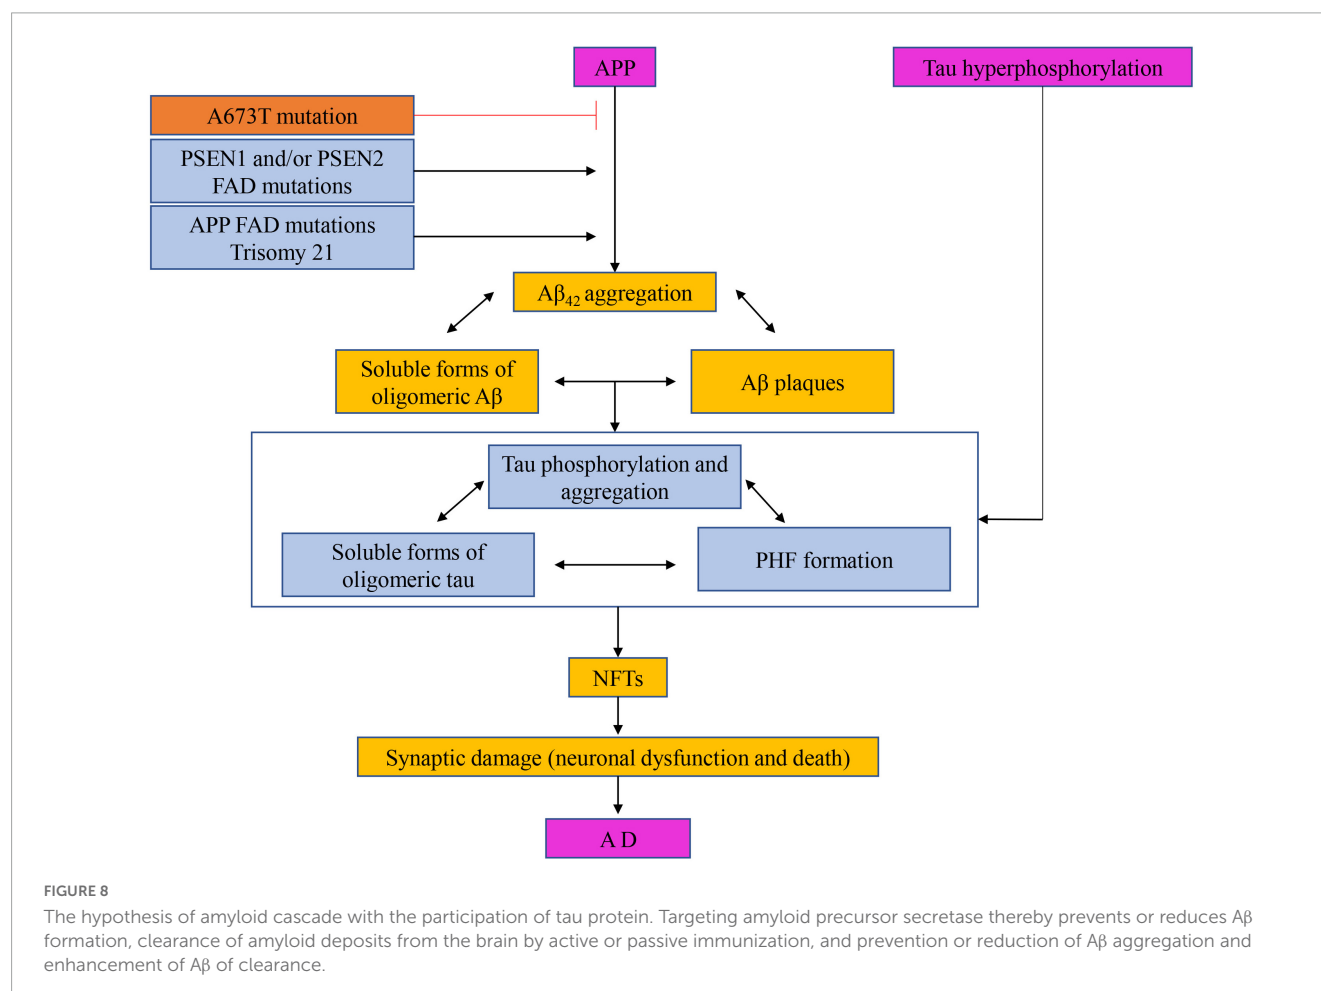 APP
Tau hyperphosphorylation
A673T mutation
PSEN1 and/or PSEN2
FAD mutations
APP FAD mutations
Trisomy 21
Aβ₄₂ aggregation
Soluble forms of
oligomeric Aβ
Aβ plaques
Tau phosphorylation and
aggregation
Soluble forms of
oligomeric tau
PHF formation
NFTs
Synaptic damage (neuronal dysfunction and death)
A D
FIGURE 8
The hypothesis of amyloid cascade with the participation of tau protein. Targeting amyloid precursor secretase thereby prevents or reduces Aβ
formation, clearance of amyloid deposits from the brain by active or passive immunization, and prevention or reduction of Aβ aggregation and
enhancement of Aβ of clearance.